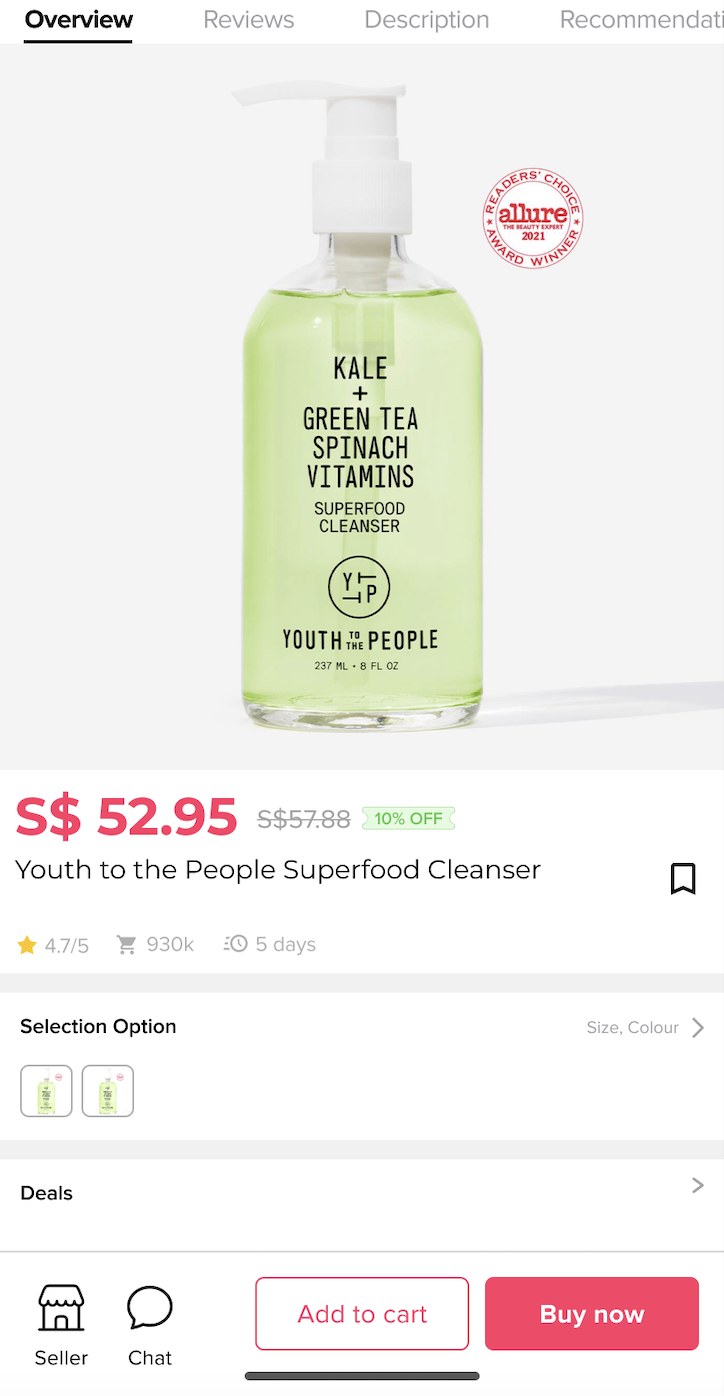 Overview Reviews Description Recommendati
READERS' CHOICE
allure
THE BEAUTY EXPERT
2021
AWARD WINNER
KALE
+
GREEN TEA
SPINACH
VITAMINS
SUPERFOOD
CLEANSER
Y P
YOUTH TO THE PEOPLE
237 ML • 8 FL OZ
S$ 52.95 S$57.88 10% OFF
Youth to the People Superfood Cleanser
4.7/5 930k 5 days
Selection Option Size, Colour
Deals
Add to cart Buy now
Seller Chat